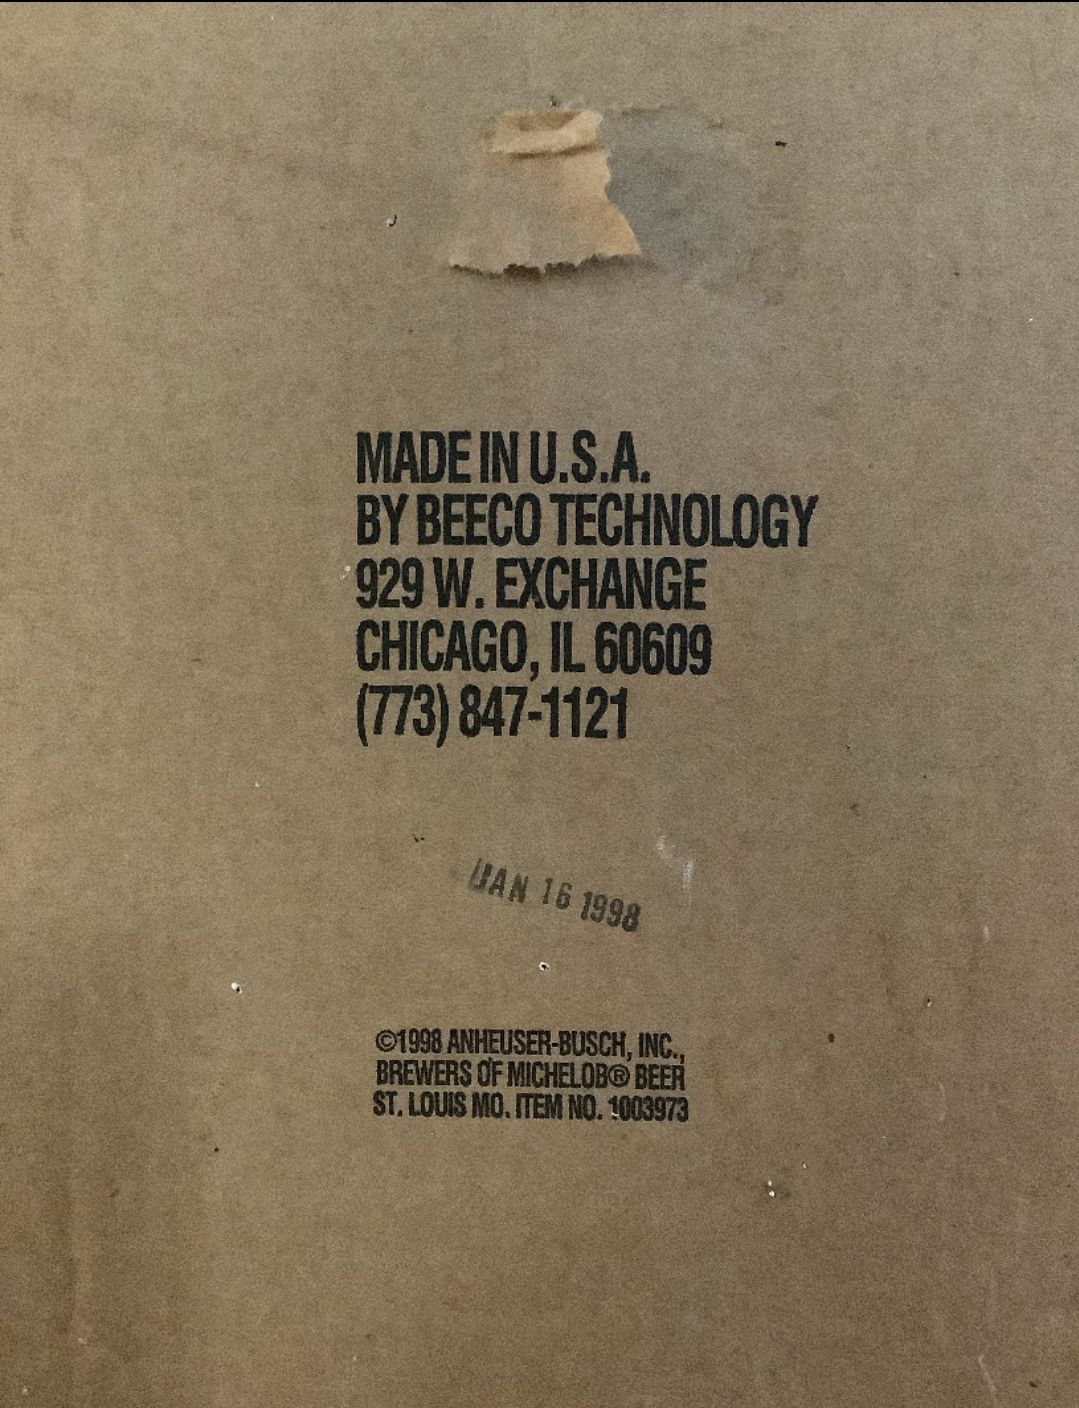 MADE IN U.S.A.
BY BEECO TECHNOLOGY
929 W. EXCHANGE
CHICAGO, IL 60609
(773) 847-1121
JAN 16 1998
©1998 ANHEUSER-BUSCH, INC.,
BREWERS OF MICHELOB® BEER
ST. LOUIS MO. ITEM NO. 1003973